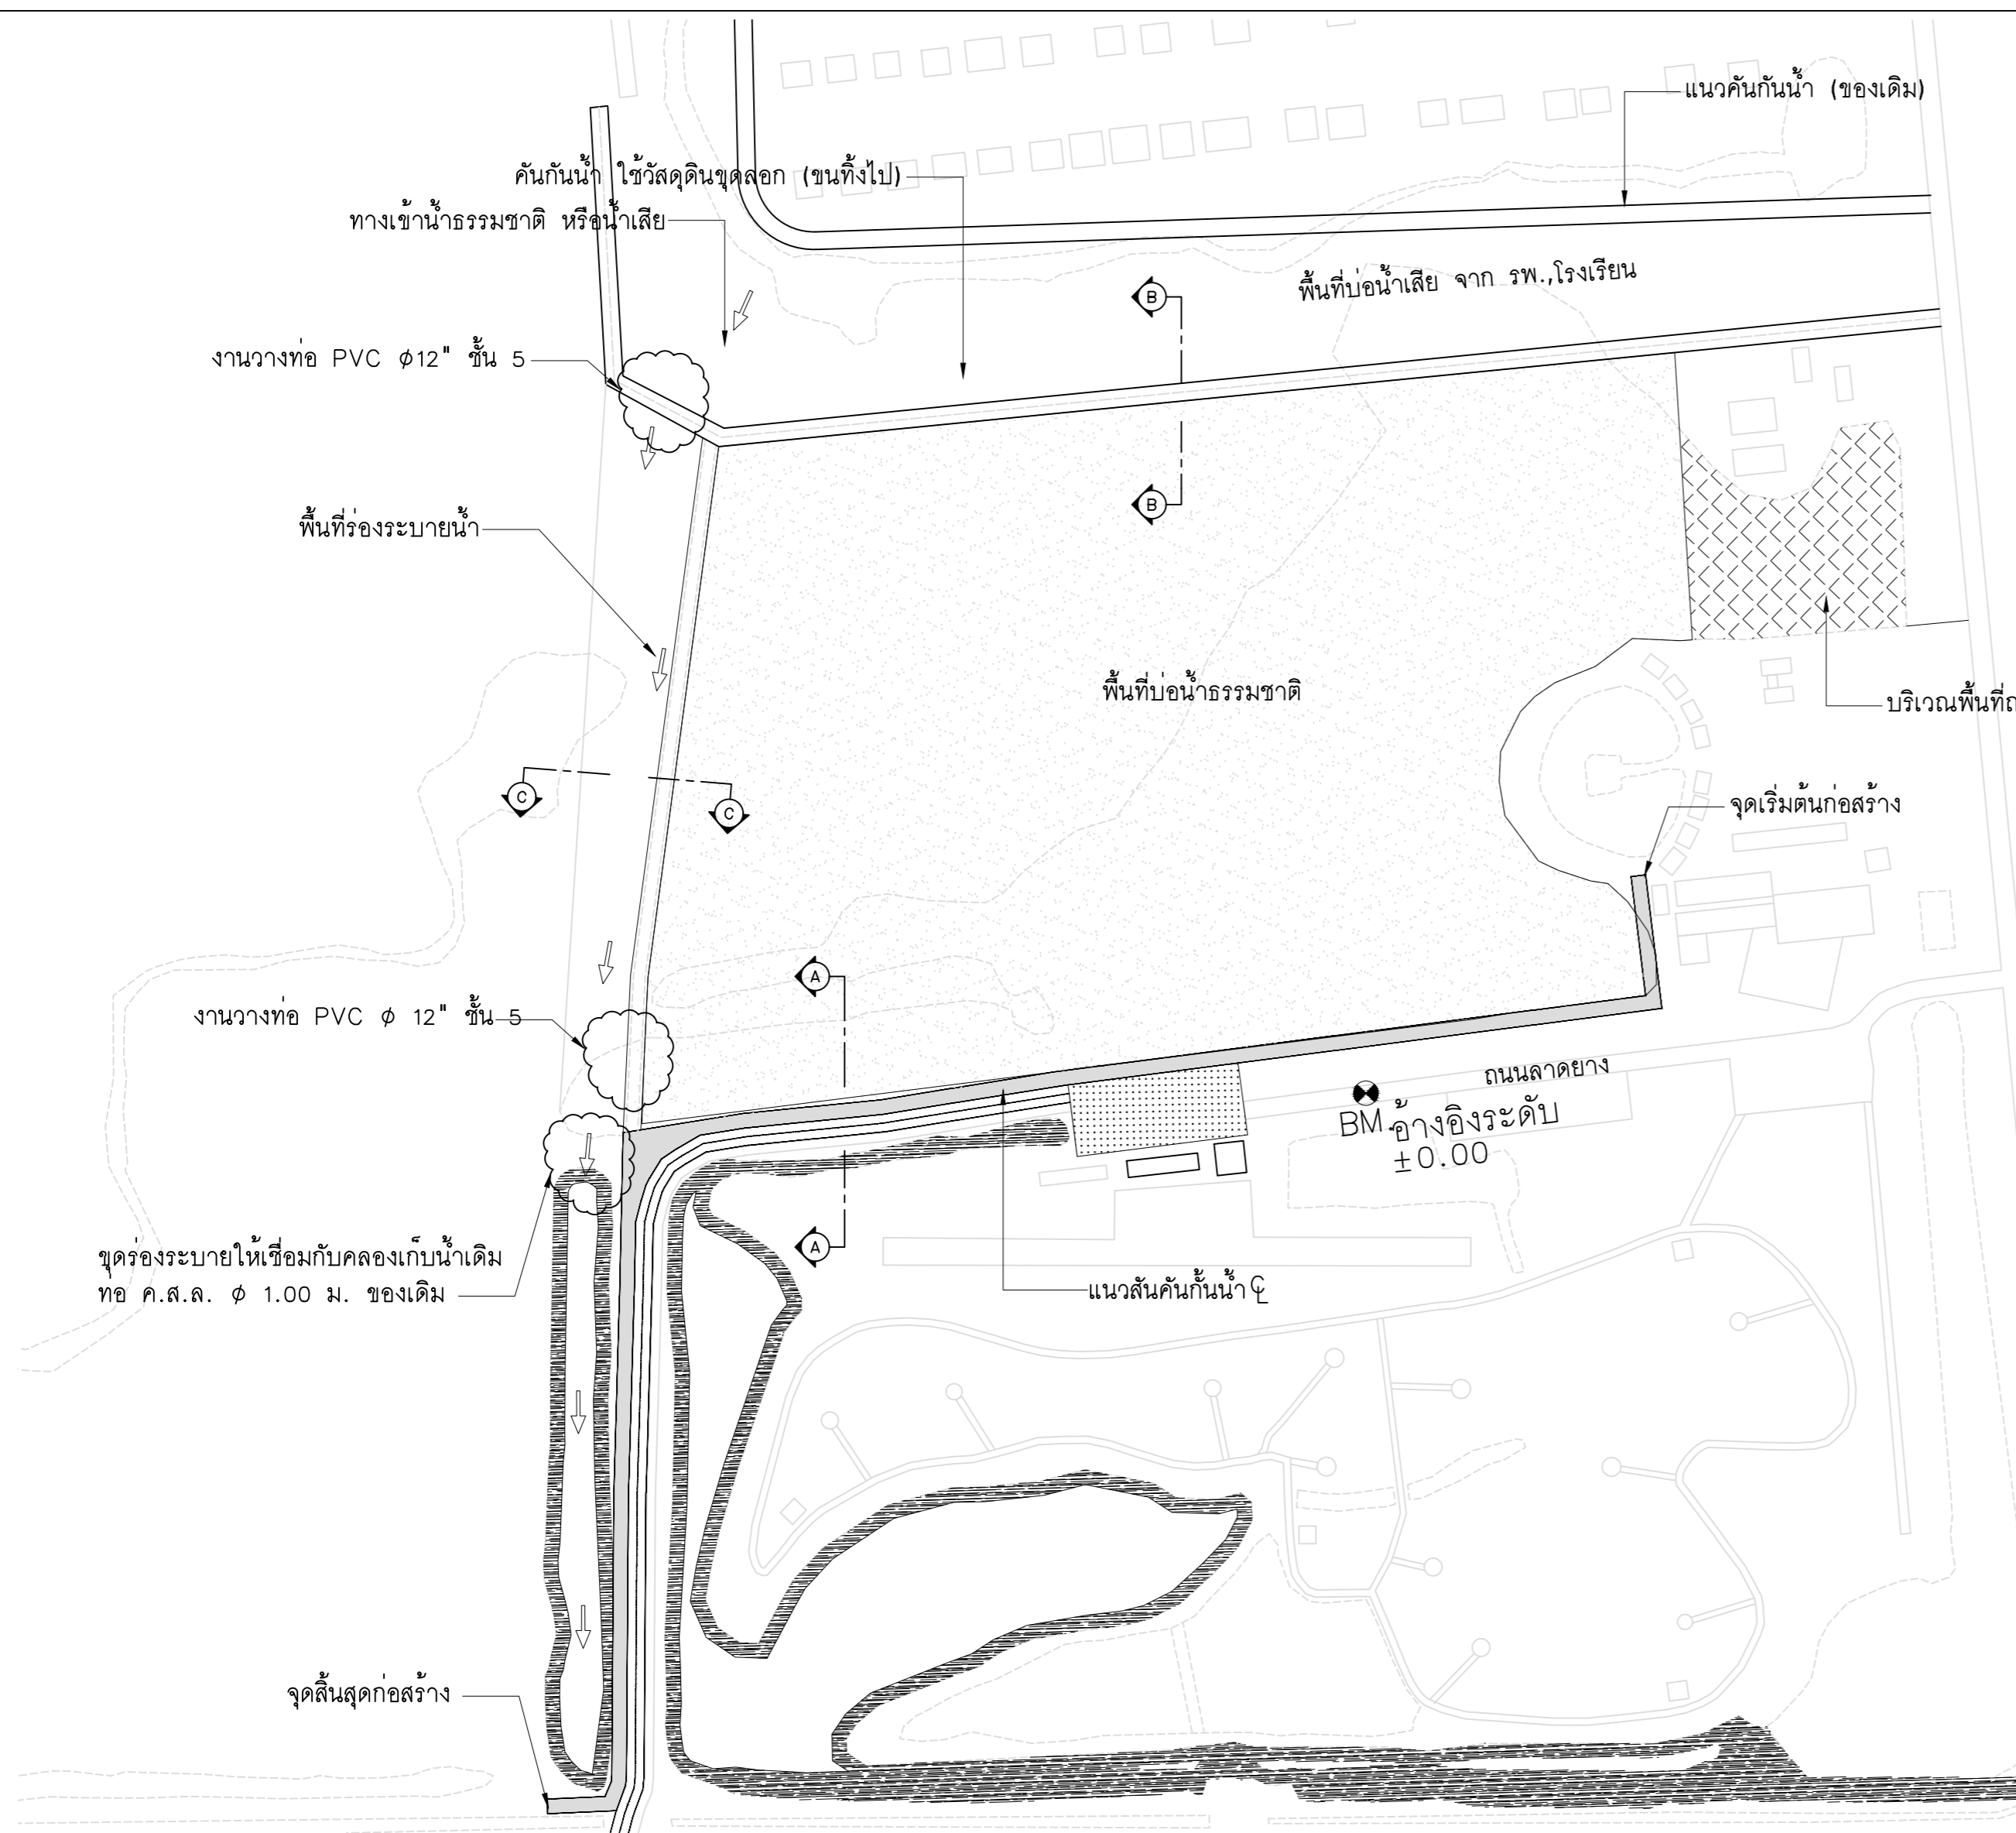 แนวคันกันน้ำ (ของเดิม)
คันกันน้ำ ใช้วัสดุดินขุดลอก (ขนทิ้งไป)
ทางเข้าน้ำธรรมชาติ หรือน้ำเสีย
พื้นที่บ่อน้ำเสีย จาก รพ.,โรงเรียน
B
งานวางท่อ PVC φ12" ชั้น 5
B
พื้นที่ร่องระบายน้ำ
พื้นที่บ่อน้ำธรรมชาติ
บริเวณพื้นที่ถ
C
C
จุดเริ่มต้นก่อสร้าง
A
งานวางท่อ PVC φ 12" ชั้น 5
ถนนลาดยาง
BM.อ้างอิงระดับ
±0.00
A
ขุดร่องระบายให้เชื่อมกับคลองเก็บน้ำเดิม
ท่อ ค.ส.ล. φ 1.00 ม. ของเดิม
แนวสันคันกั้นน้ำ ℄
จุดสิ้นสุดก่อสร้าง